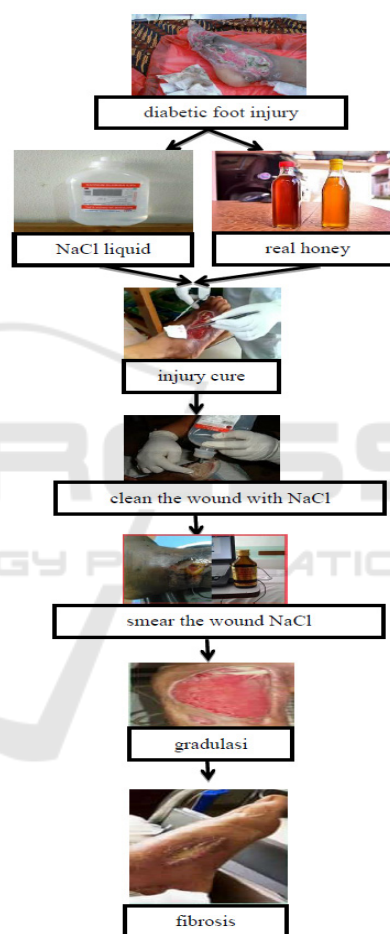 diabetic foot injury
NaCl liquid
real honey
injury cure
clean the wound with NaCl
smear the wound NaCl
gradulasi
fibrosis